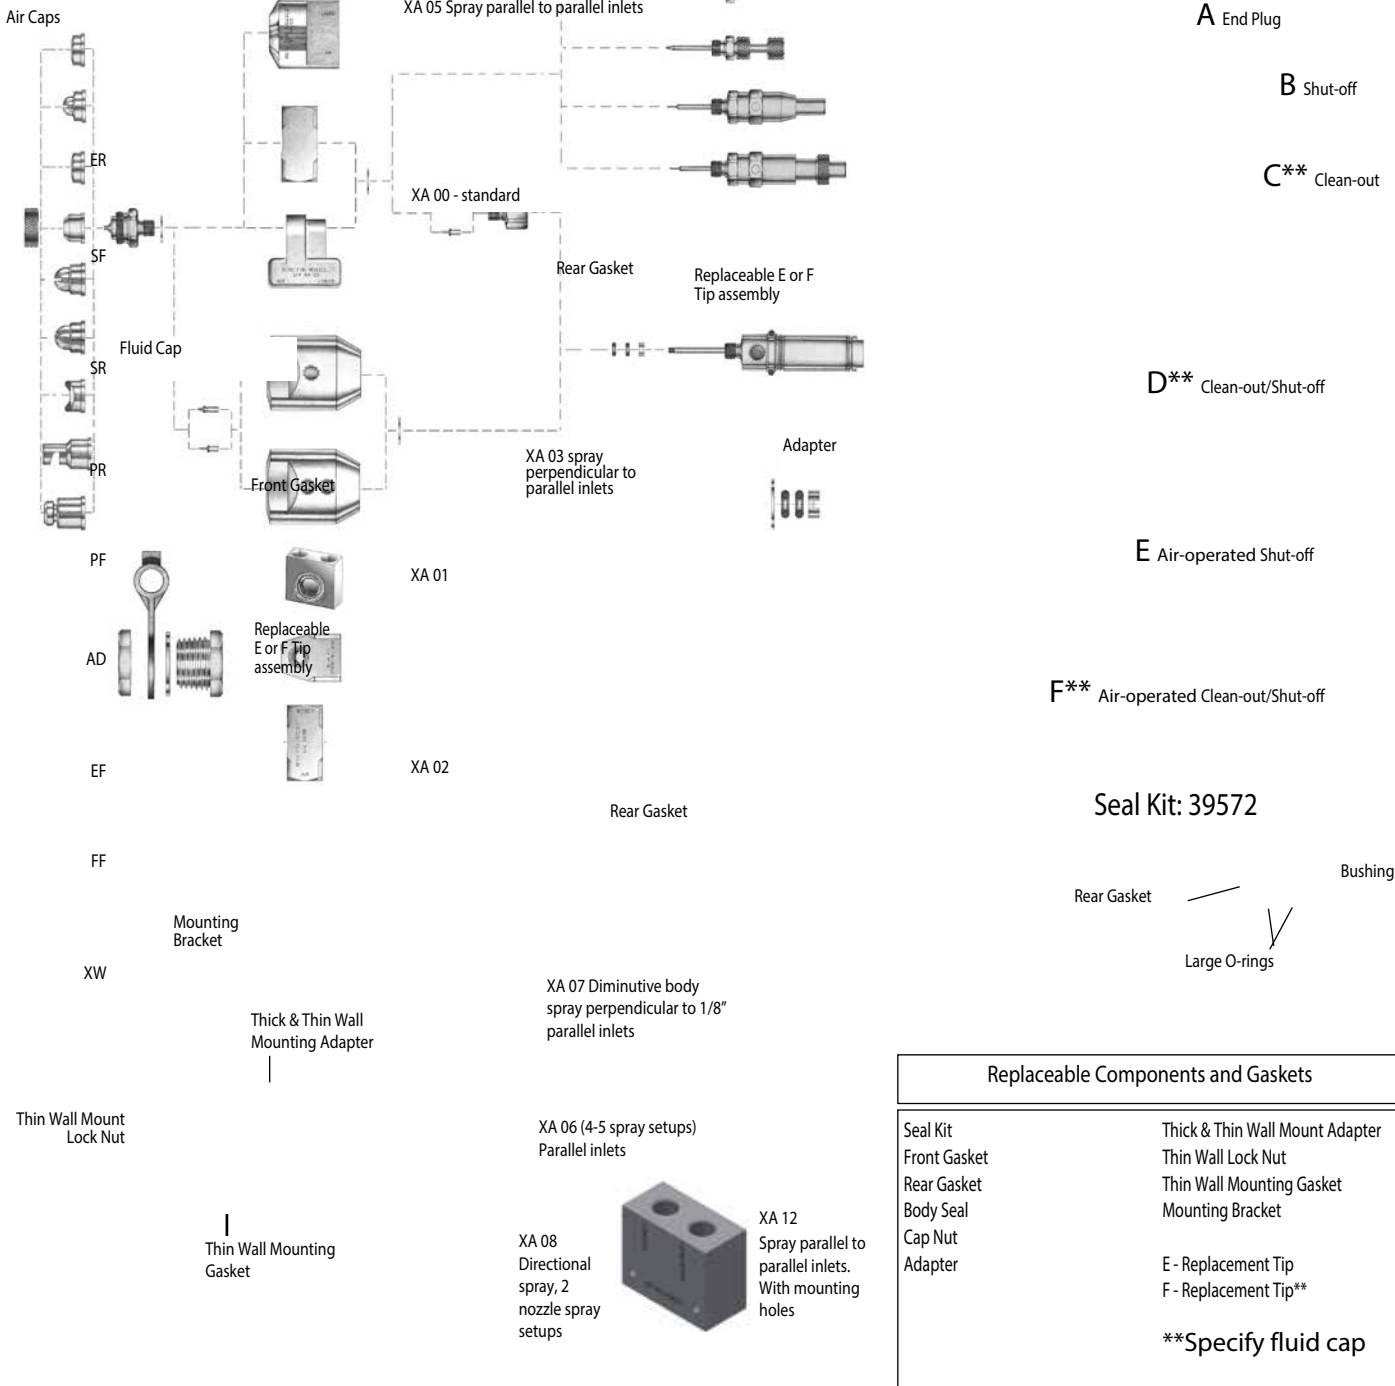 XA 05 Spray parallel to parallel inlets
Air Caps
A End Plug
B Shut-off
ER
C** Clean-out
XA 00 - standard
SF
Rear Gasket
Replaceable E or F
Tip assembly
Fluid Cap
SR
D** Clean-out/Shut-off
Adapter
XA 03 spray
perpendicular to
parallel inlets
PR
Front Gasket
E Air-operated Shut-off
PF
XA 01
Replaceable
E or F Tip
assembly
AD
F** Air-operated Clean-out/Shut-off
EF
XA 02
Rear Gasket
Seal Kit: 39572
FF
Bushing
Rear Gasket
Large O-rings
Mounting
Bracket
XW
XA 07 Diminutive body
spray perpendicular to 1/8"
parallel inlets
Thick & Thin Wall
Mounting Adapter
Thin Wall Mount
Lock Nut
XA 06 (4-5 spray setups)
Parallel inlets
Thin Wall Mounting
Gasket
XA 08
Directional
spray, 2
nozzle spray
setups
XA 12
Spray parallel to
parallel inlets.
With mounting
holes
Replaceable Components and Gaskets
Seal Kit
Front Gasket
Rear Gasket
Body Seal
Cap Nut
Adapter
Thick & Thin Wall Mount Adapter
Thin Wall Lock Nut
Thin Wall Mounting Gasket
Mounting Bracket
E - Replacement Tip
F - Replacement Tip**
**Specify fluid cap